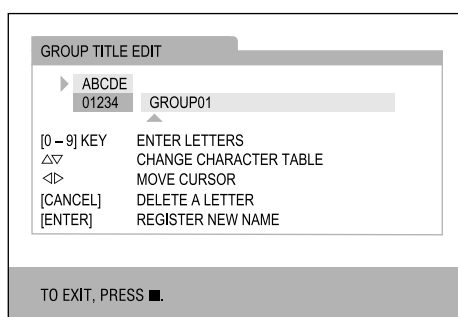 GROUP TITLE EDIT
ABCDE
01234 GROUP01
[0 – 9] KEY ENTER LETTERS
△▽ CHANGE CHARACTER TABLE
◁▷ MOVE CURSOR
[CANCEL] DELETE A LETTER
[ENTER] REGISTER NEW NAME
TO EXIT, PRESS ■.